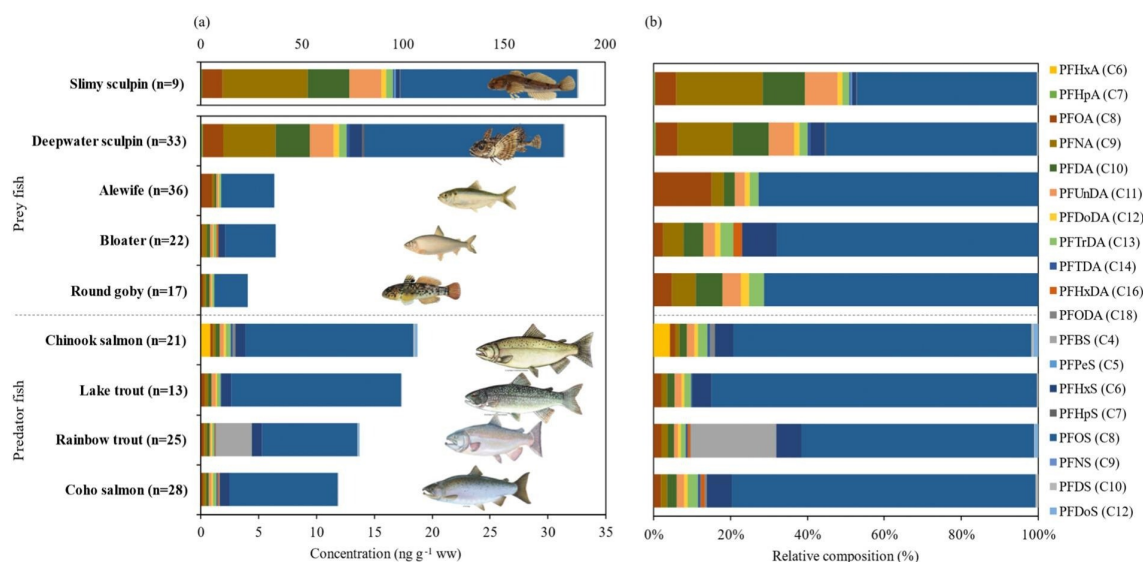 (a)
(b)
0 50 100 150 200
Slimy sculpin (n=9)
Deepwater sculpin (n=33)
Alewife (n=36)
Bloater (n=22)
Round goby (n=17)
Chinook salmon (n=21)
Lake trout (n=13)
Rainbow trout (n=25)
Coho salmon (n=28)
Prey fish
Predator fish
0 5 10 15 20 25 30 35
Concentration (ng g⁻¹ ww)
0% 20% 40% 60% 80% 100%
Relative composition (%)
PFHxA (C6)
PFHpA (C7)
PFOA (C8)
PFNA (C9)
PFDA (C10)
PFUnDA (C11)
PFDoDA (C12)
PFTrDA (C13)
PFTDA (C14)
PFHxDA (C16)
PFODA (C18)
PFBS (C4)
PFPeS (C5)
PFHxS (C6)
PFHpS (C7)
PFOS (C8)
PFNS (C9)
PFDS (C10)
PFDoS (C12)